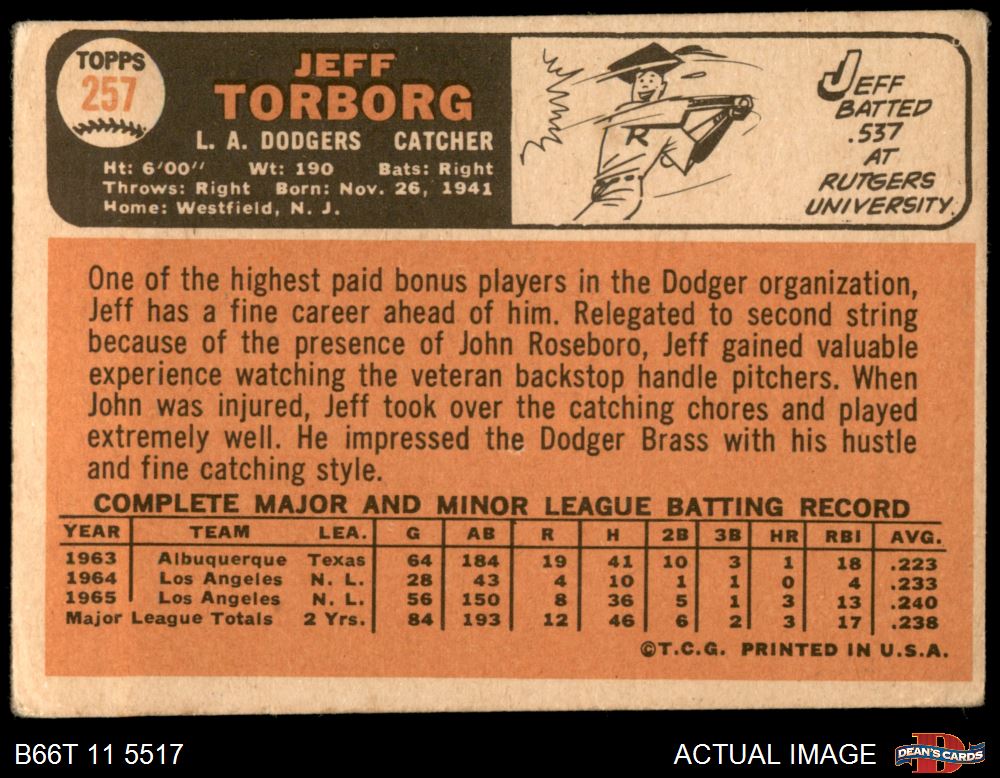 TOPPS
257
JEFF
TORBORG
L. A. DODGERS CATCHER
Ht: 6'00" Wt: 190 Bats: Right
Throws: Right Born: Nov. 26, 1941
Home: Westfield, N. J.
R
JEFF
BATTED
.537
AT
RUTGERS
UNIVERSITY.
One of the highest paid bonus players in the Dodger organization,
Jeff has a fine career ahead of him. Relegated to second string
because of the presence of John Roseboro, Jeff gained valuable
experience watching the veteran backstop handle pitchers. When
John was injured, Jeff took over the catching chores and played
extremely well. He impressed the Dodger Brass with his hustle
and fine catching style.
COMPLETE MAJOR AND MINOR LEAGUE BATTING RECORD
YEAR TEAM LEA. G AB R H 2B 3B HR RBI AVG.
1963 Albuquerque Texas 64 184 19 41 10 3 1 18 .223
1964 Los Angeles N. L. 28 43 4 10 1 1 0 4 .233
1965 Los Angeles N. L. 56 150 8 36 5 1 3 13 .240
Major League Totals 2 Yrs. 84 193 12 46 6 2 3 17 .238
©T.C.G. PRINTED IN U.S.A.
B66T 11 5517 ACTUAL IMAGE DEAN'S CARDS